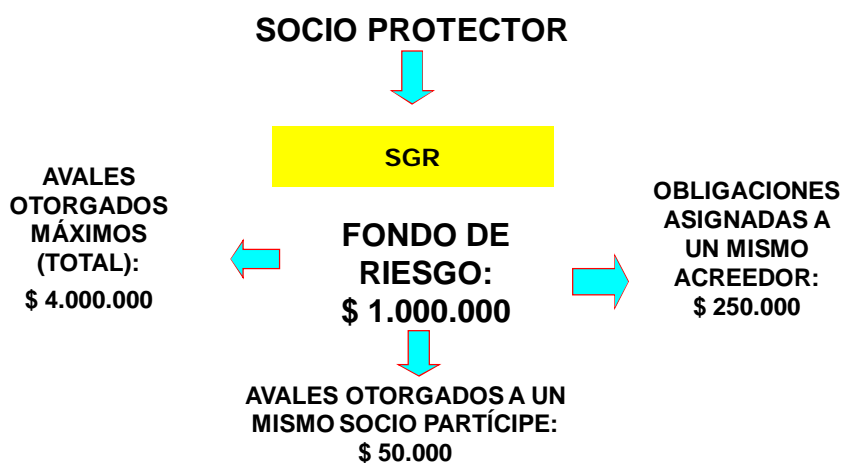 SOCIO PROTECTOR
SGR
AVALES
OTORGADOS
MÁXIMOS
(TOTAL):
$ 4.000.000
FONDO DE
RIESGO:
$ 1.000.000
OBLIGACIONES
ASIGNADAS A
UN MISMO
ACREEDOR:
$ 250.000
AVALES OTORGADOS A UN
MISMO SOCIO PARTÍCIPE:
$ 50.000